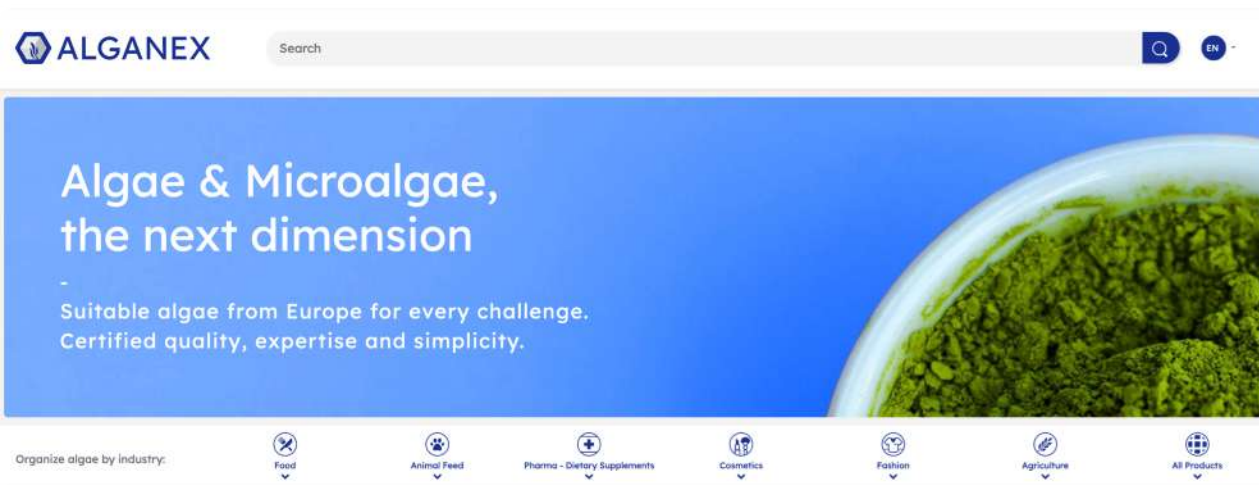 ALGANEX
Search
EN
Algae & Microalgae,
the next dimension
-
Suitable algae from Europe for every challenge.
Certified quality, expertise and simplicity.
Organize algae by industry:
Food
Animal Feed
Pharma - Dietary Supplements
Cosmetics
Fashion
Agriculture
All Products